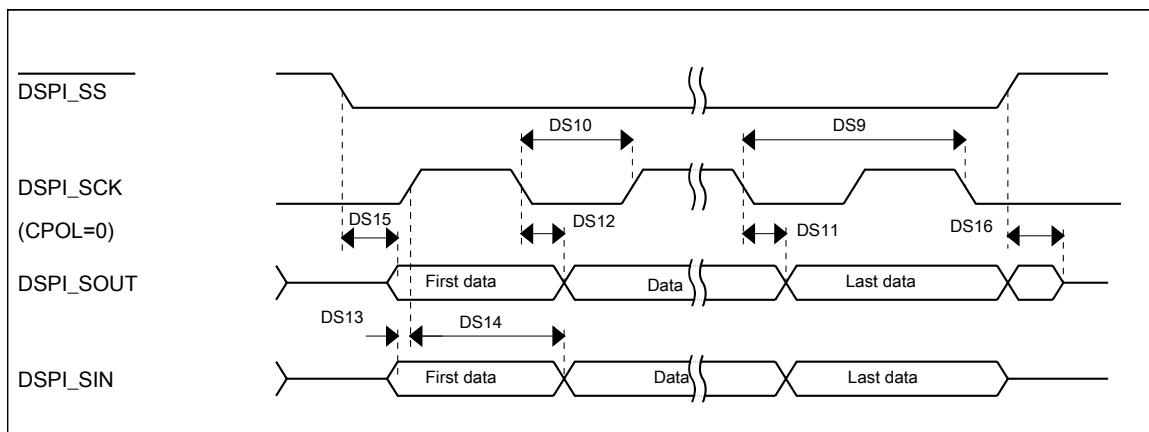 DSPI_SS
DS10
DS9
DSPI_SCK
(CPOL=0)
DS15
DS12
DS11
DS16
DSPI_SOUT
First data
Data
Last data
DS13
DS14
DSPI_SIN
First data
Data
Last data